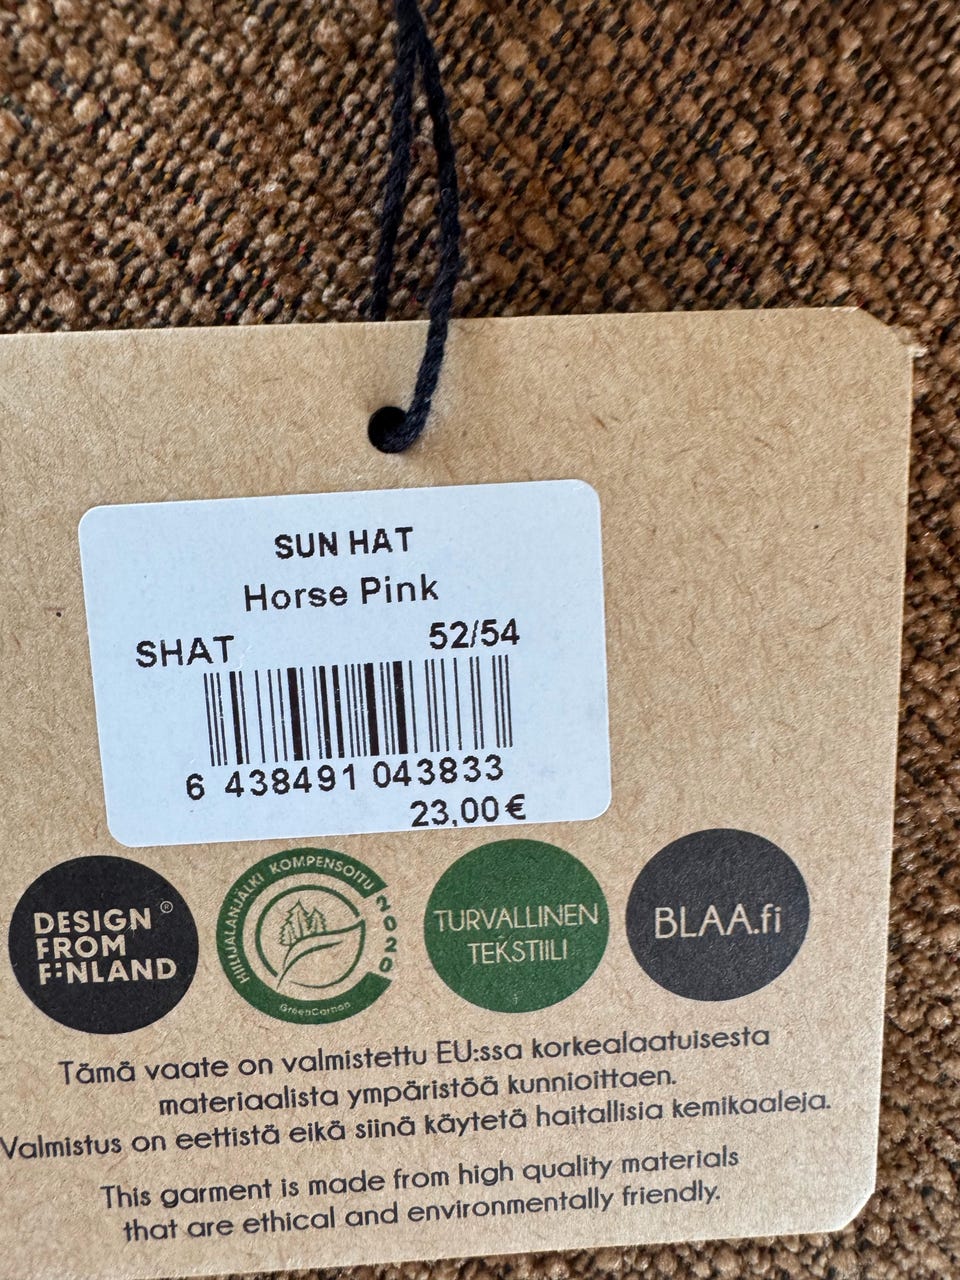 SUN HAT
Horse Pink
SHAT 52/54
6 438491 043833
23,00€
DESIGN®
FROM
FINLAND
HIILIJALANJÄLKI KOMPENSOITU 2020
GreenCarbon
TURVALLINEN
TEKSTIILI
BLAA.fi
Tämä vaate on valmistettu EU:ssa korkealaatuisesta
materiaalista ympäristöä kunnioittaen.
Valmistus on eettistä eikä siinä käytetä haitallisia kemikaaleja.
This garment is made from high quality materials
that are ethical and environmentally friendly.